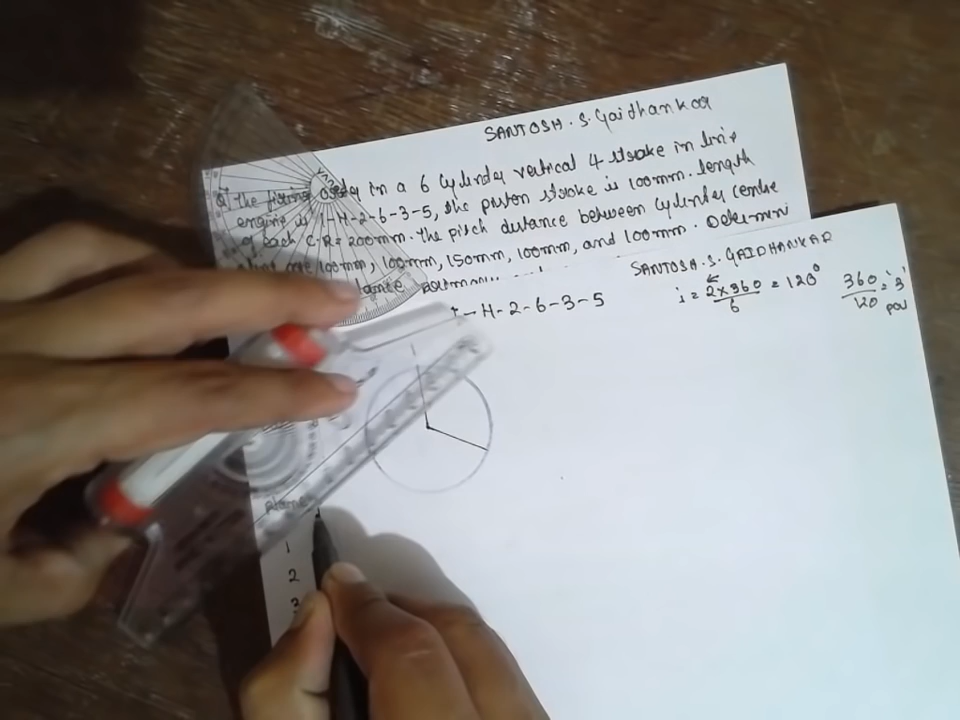 SANTOSH.S.Gaidhankar
Q The firing order in a 6 cylinder vertical 4 stroke in line
engine is 1-4-2-6-3-5, the piston stroke is 100mm. length
of each C.R = 200mm. The pitch distance between cylinder centre
are 100mm, 100mm, 150mm, 100mm, and 100mm.
SANTOSH.S.GAIDHANKAR
1-4-2-6-3-5
i = 2×360/6 = 120° 360/120 = '3'
plane
1
2
3